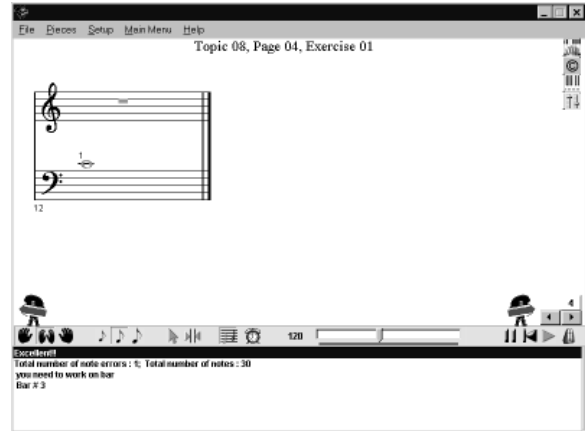 File Pieces Setup Main Menu Help
Topic 08, Page 04, Exercise 01
1
12
4
120
Excellent!!
Total number of note errors : 1; Total number of notes : 30
you need to work on bar
Bar # 3